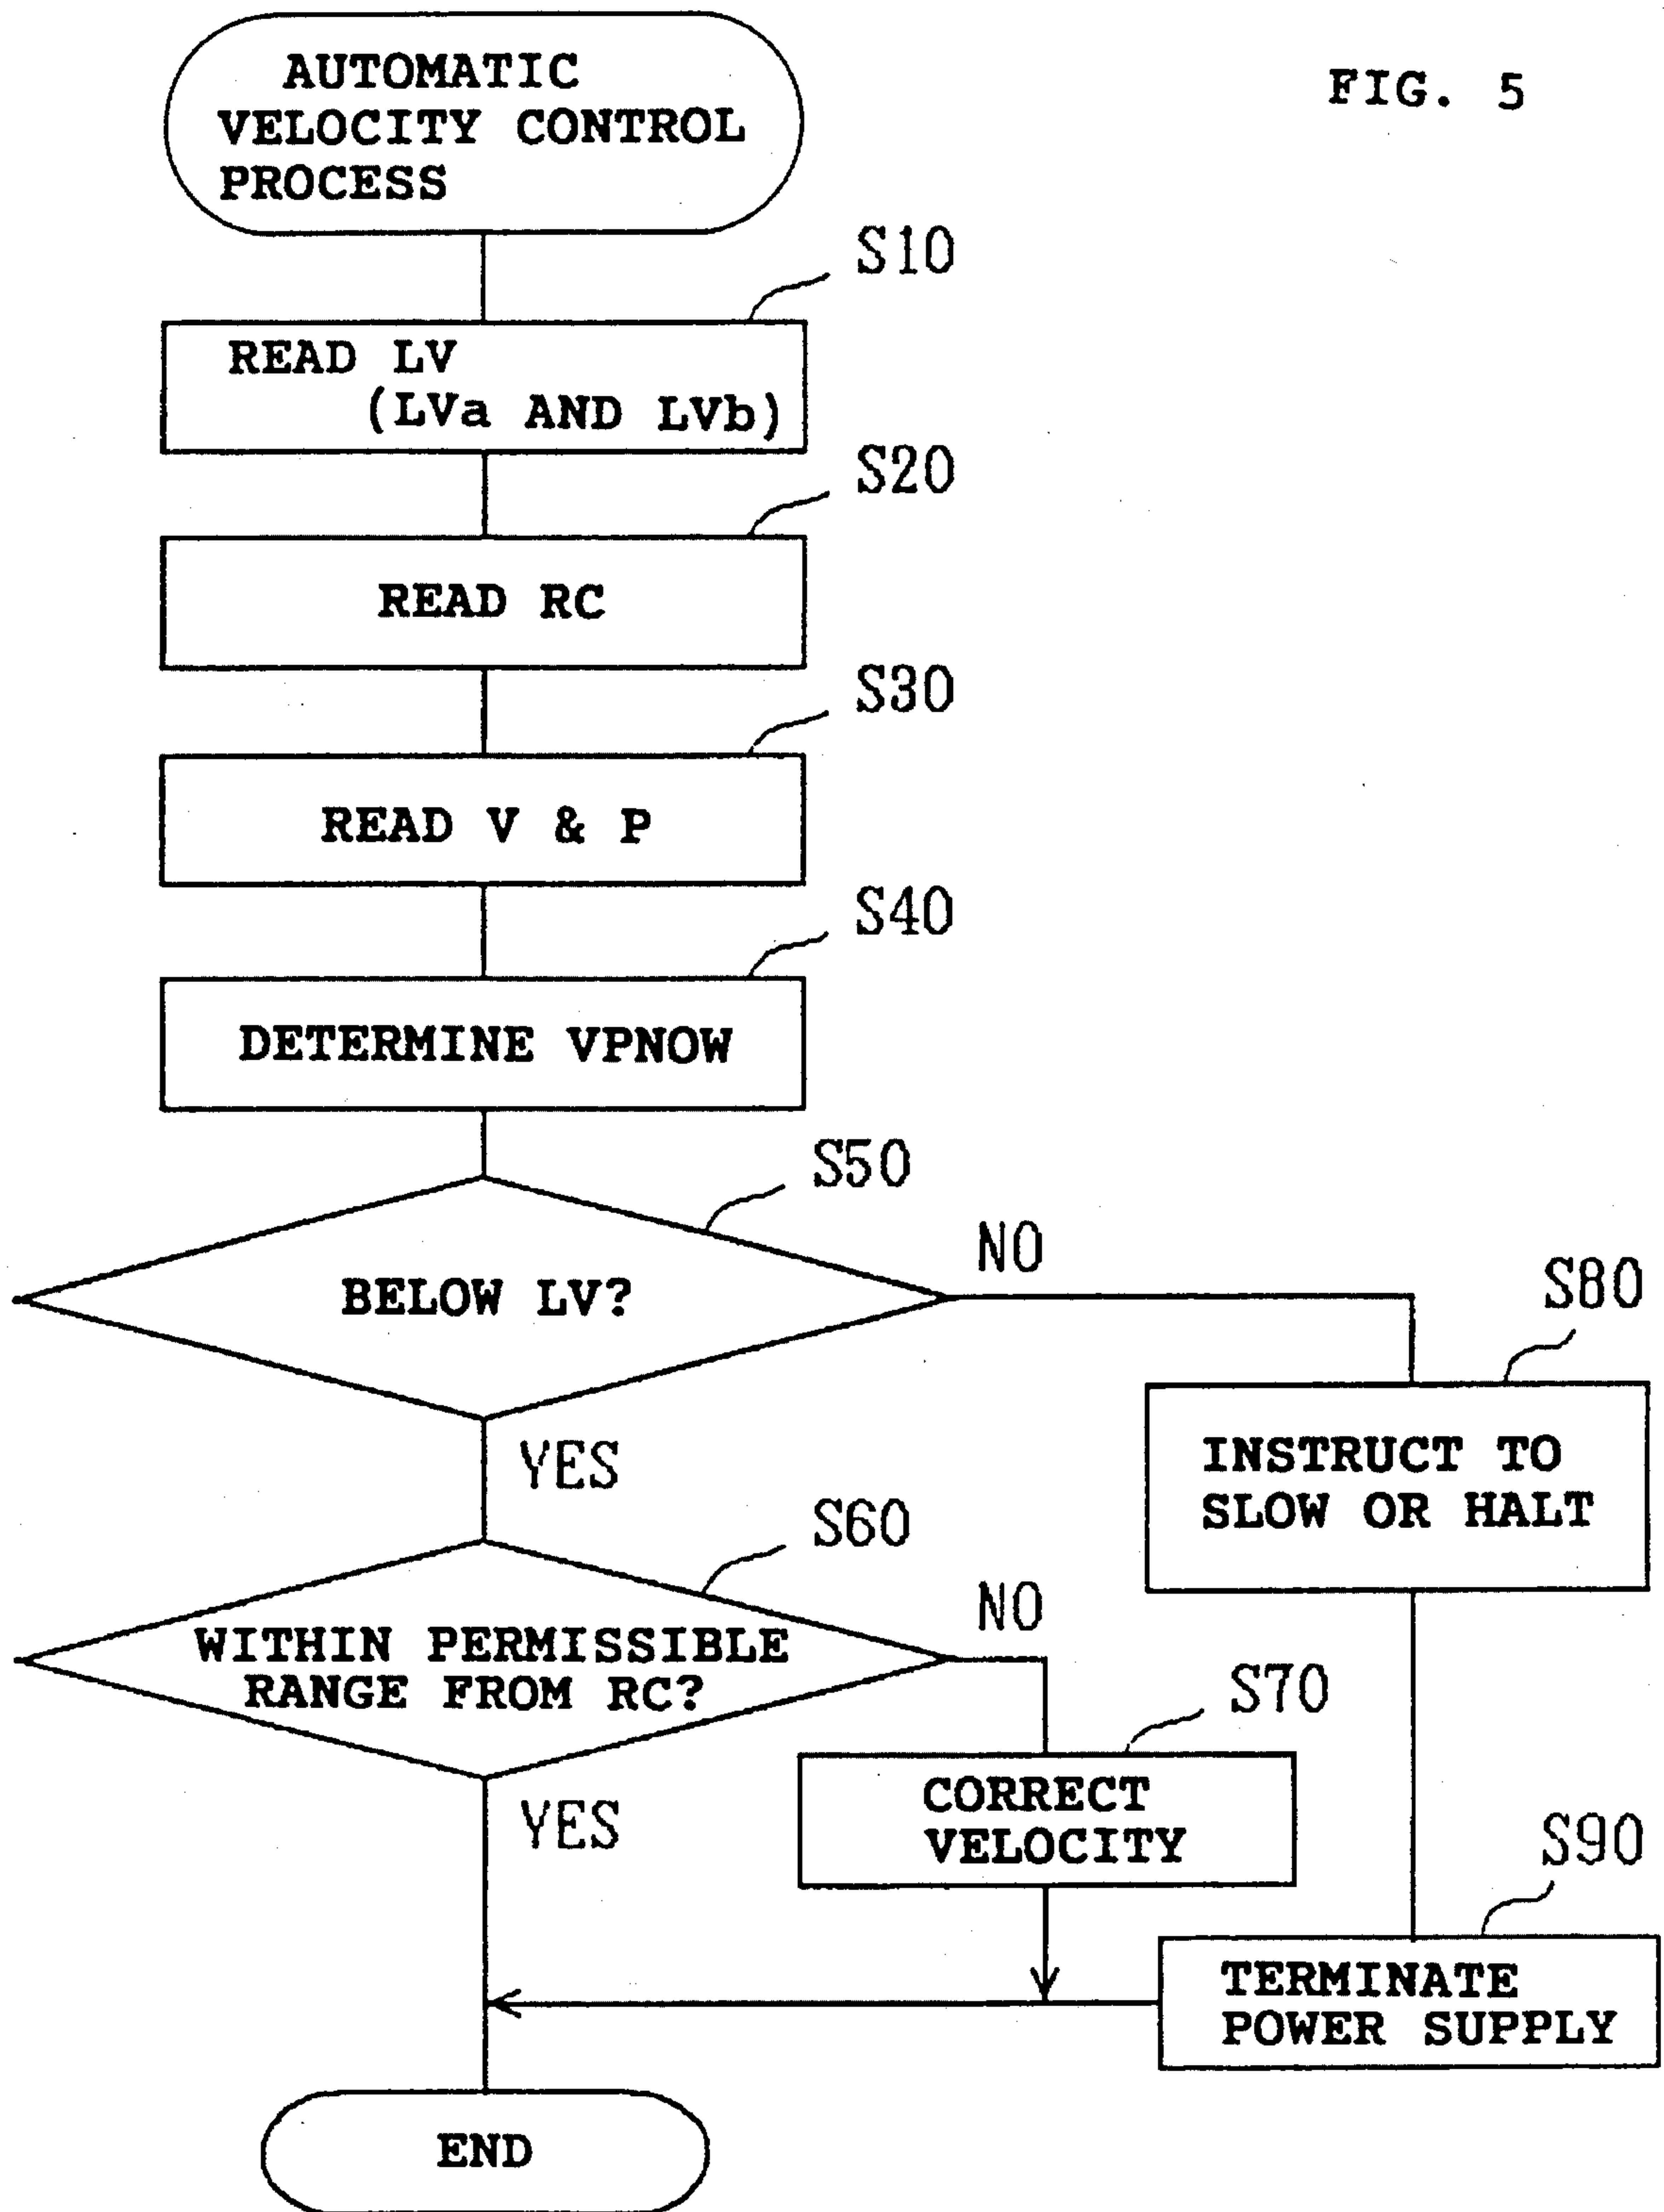 FIG. 5
AUTOMATIC
VELOCITY CONTROL
PROCESS
S10
READ LV
(LVa AND LVb)
S20
READ RC
S30
READ V & P
S40
DETERMINE VPNOW
S50
BELOW LV?
NO
YES
S80
INSTRUCT TO
SLOW OR HALT
S60
WITHIN PERMISSIBLE
RANGE FROM RC?
NO
YES
S70
CORRECT
VELOCITY
S90
TERMINATE
POWER SUPPLY
END